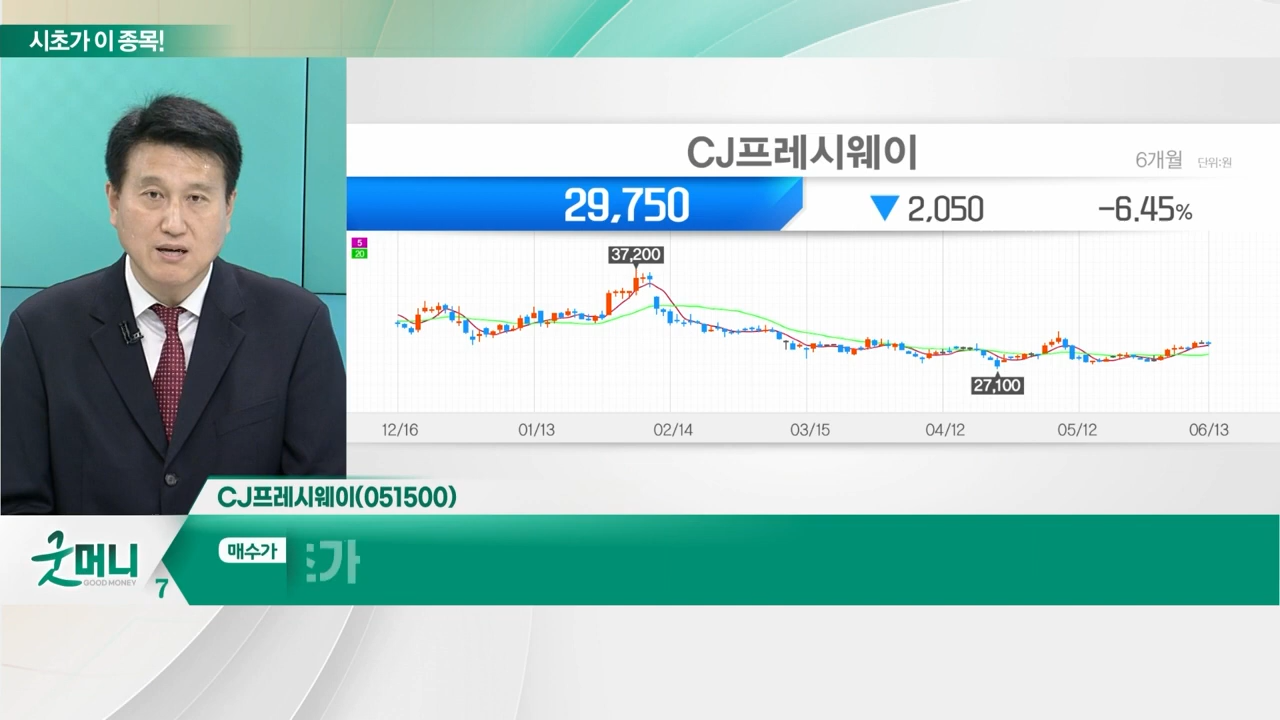 시초가 이 종목!
CJ프레시웨이
6개월 단위:원
29,750 ▼ 2,050 -6.45%
5
20
37,200
27,100
12/16 01/13 02/14 03/15 04/12 05/12 06/13
CJ프레시웨이(051500)
굿머니
GOOD MONEY
7
매수가
가